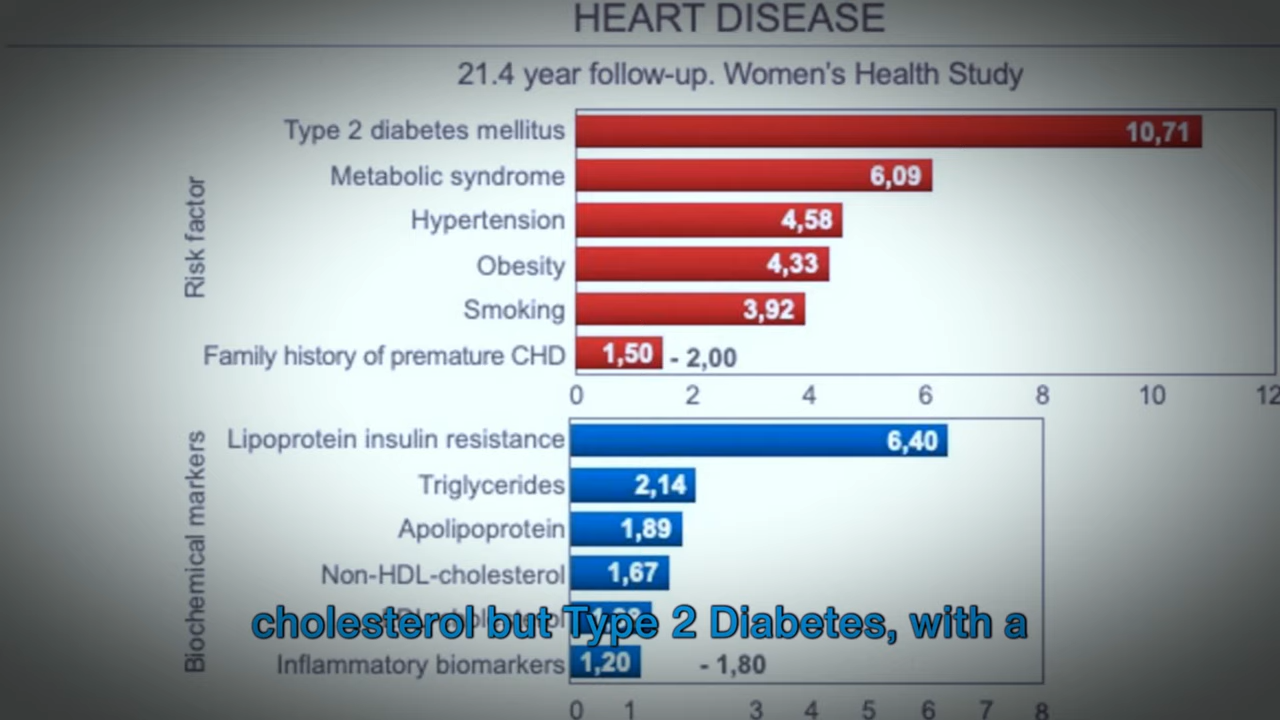 HEART DISEASE
21.4 year follow-up. Women's Health Study
Risk factor
Type 2 diabetes mellitus 10,71
Metabolic syndrome 6,09
Hypertension 4,58
Obesity 4,33
Smoking 3,92
Family history of premature CHD 1,50 - 2,00
0 2 4 6 8 10 12
Biochemical markers
Lipoprotein insulin resistance 6,40
Triglycerides 2,14
Apolipoprotein 1,89
Non-HDL-cholesterol 1,67
cholesterol but Type 2 Diabetes, with a
Inflammatory biomarkers 1,20 - 1,80
0 1 3 4 5 6 7 8